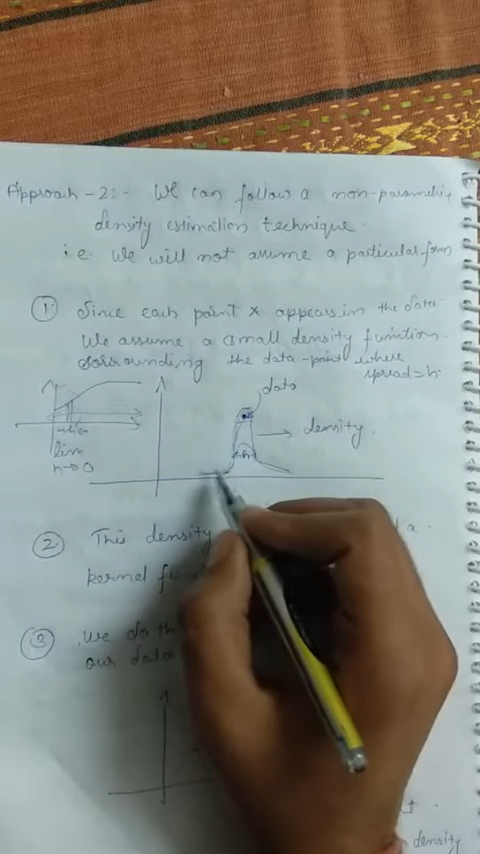 Approach - 2:- We can follow a non-parametric
density estimation technique.
i.e. We will not assume a particular form
① Since each point x appears in the data
We assume a small density function
sorrounding the data-point where
spread = h.
data
density.
h
lim
h→0
② This density a
kernel
③ We do
our data
density